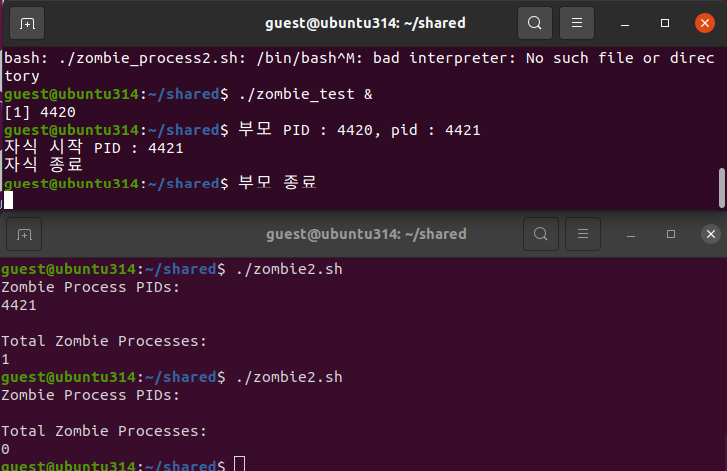 guest@ubuntu314: ~/shared
bash: ./zombie_process2.sh: /bin/bash^M: bad interpreter: No such file or direc
tory
guest@ubuntu314:~/shared$ ./zombie_test &
[1] 4420
guest@ubuntu314:~/shared$ 부모 PID : 4420, pid : 4421
자식 시작 PID : 4421
자식 종료
guest@ubuntu314:~/shared$ 부모 종료
guest@ubuntu314: ~/shared
guest@ubuntu314:~/shared$ ./zombie2.sh
Zombie Process PIDs:
4421
Total Zombie Processes:
1
guest@ubuntu314:~/shared$ ./zombie2.sh
Zombie Process PIDs:
Total Zombie Processes:
0
guest@ubuntu314:~/shared$